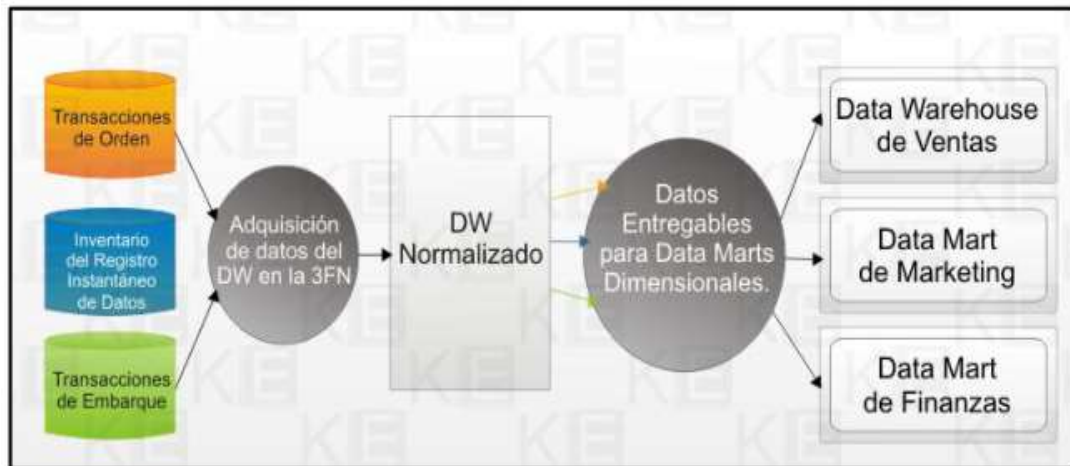 Transacciones
de Orden
Inventario
del Registro
Instantáneo
de Datos
Transacciones
de Embarque
Adquisición
de datos del
DW en la 3FN
DW
Normalizado
Datos
Entregables
para Data Marts
Dimensionales.
Data Warehouse
de Ventas
Data Mart
de Marketing
Data Mart
de Finanzas